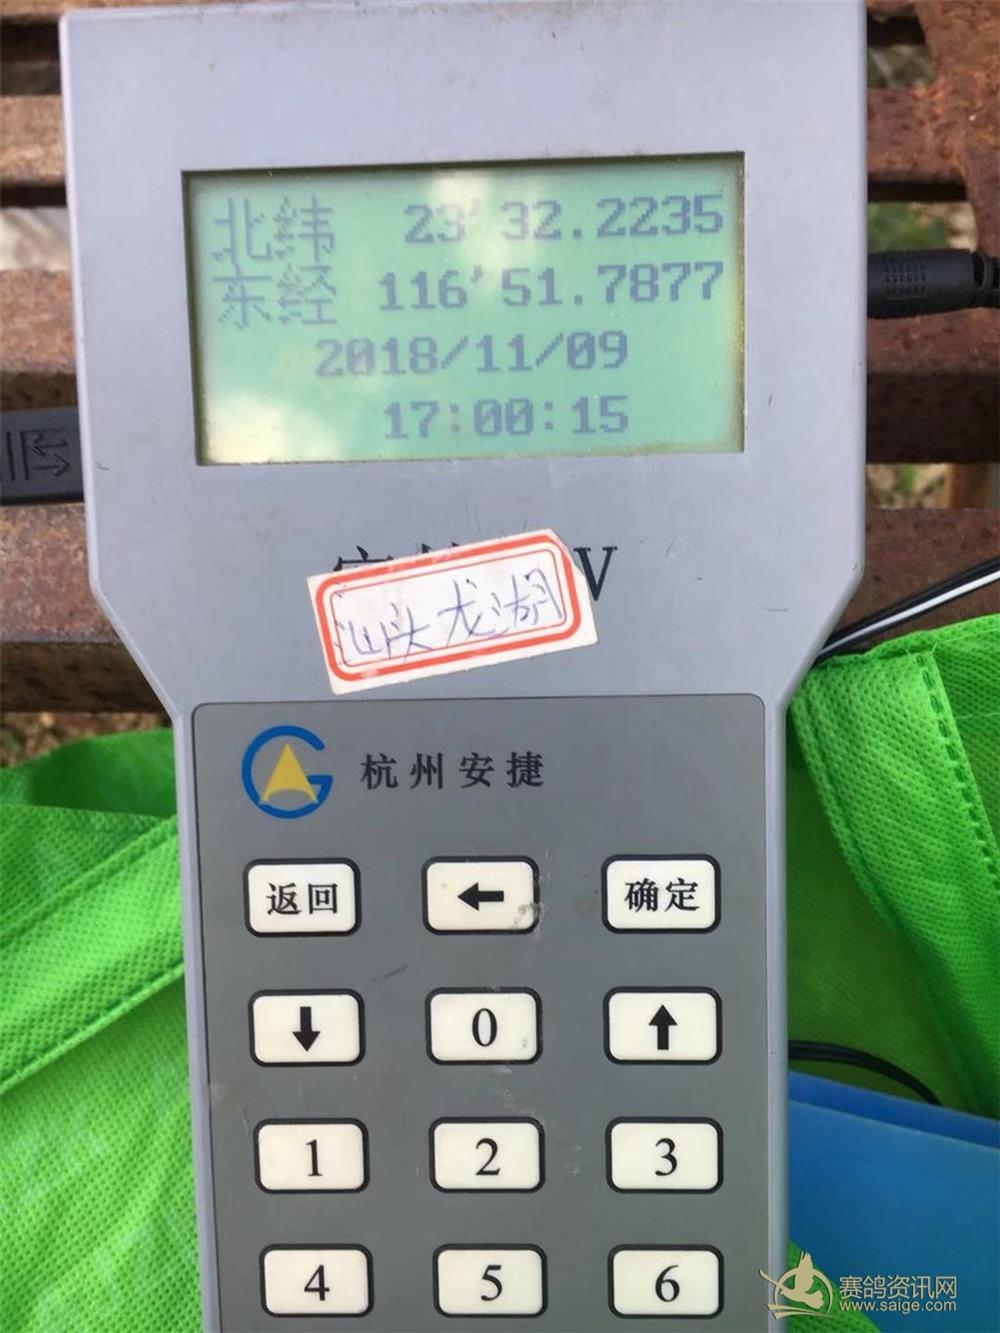 北纬 23'32.2235
东经 116'51.7877
2018/11/09
17:00:15
V
汕头龙湖
杭州安捷
返回 ← 确定
↓ 0 ↑
1 2 3
4 5 6
赛鸽资讯网
www.saige.com